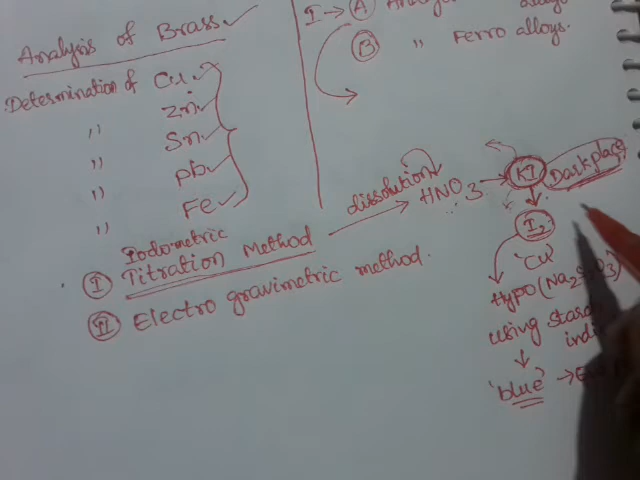 Analysis of Brass
Determination of Cu
,, Zn
,, Sn
,, Pb
,, Fe
I → A
B ,, Ferro alloys.
I Iodometric
Titration Method → dissolution HNO3 → KI Dark place
I2
'Cu'
Hypo (Na2S2O3)
using
'blue' →
II Electro gravimetric method.